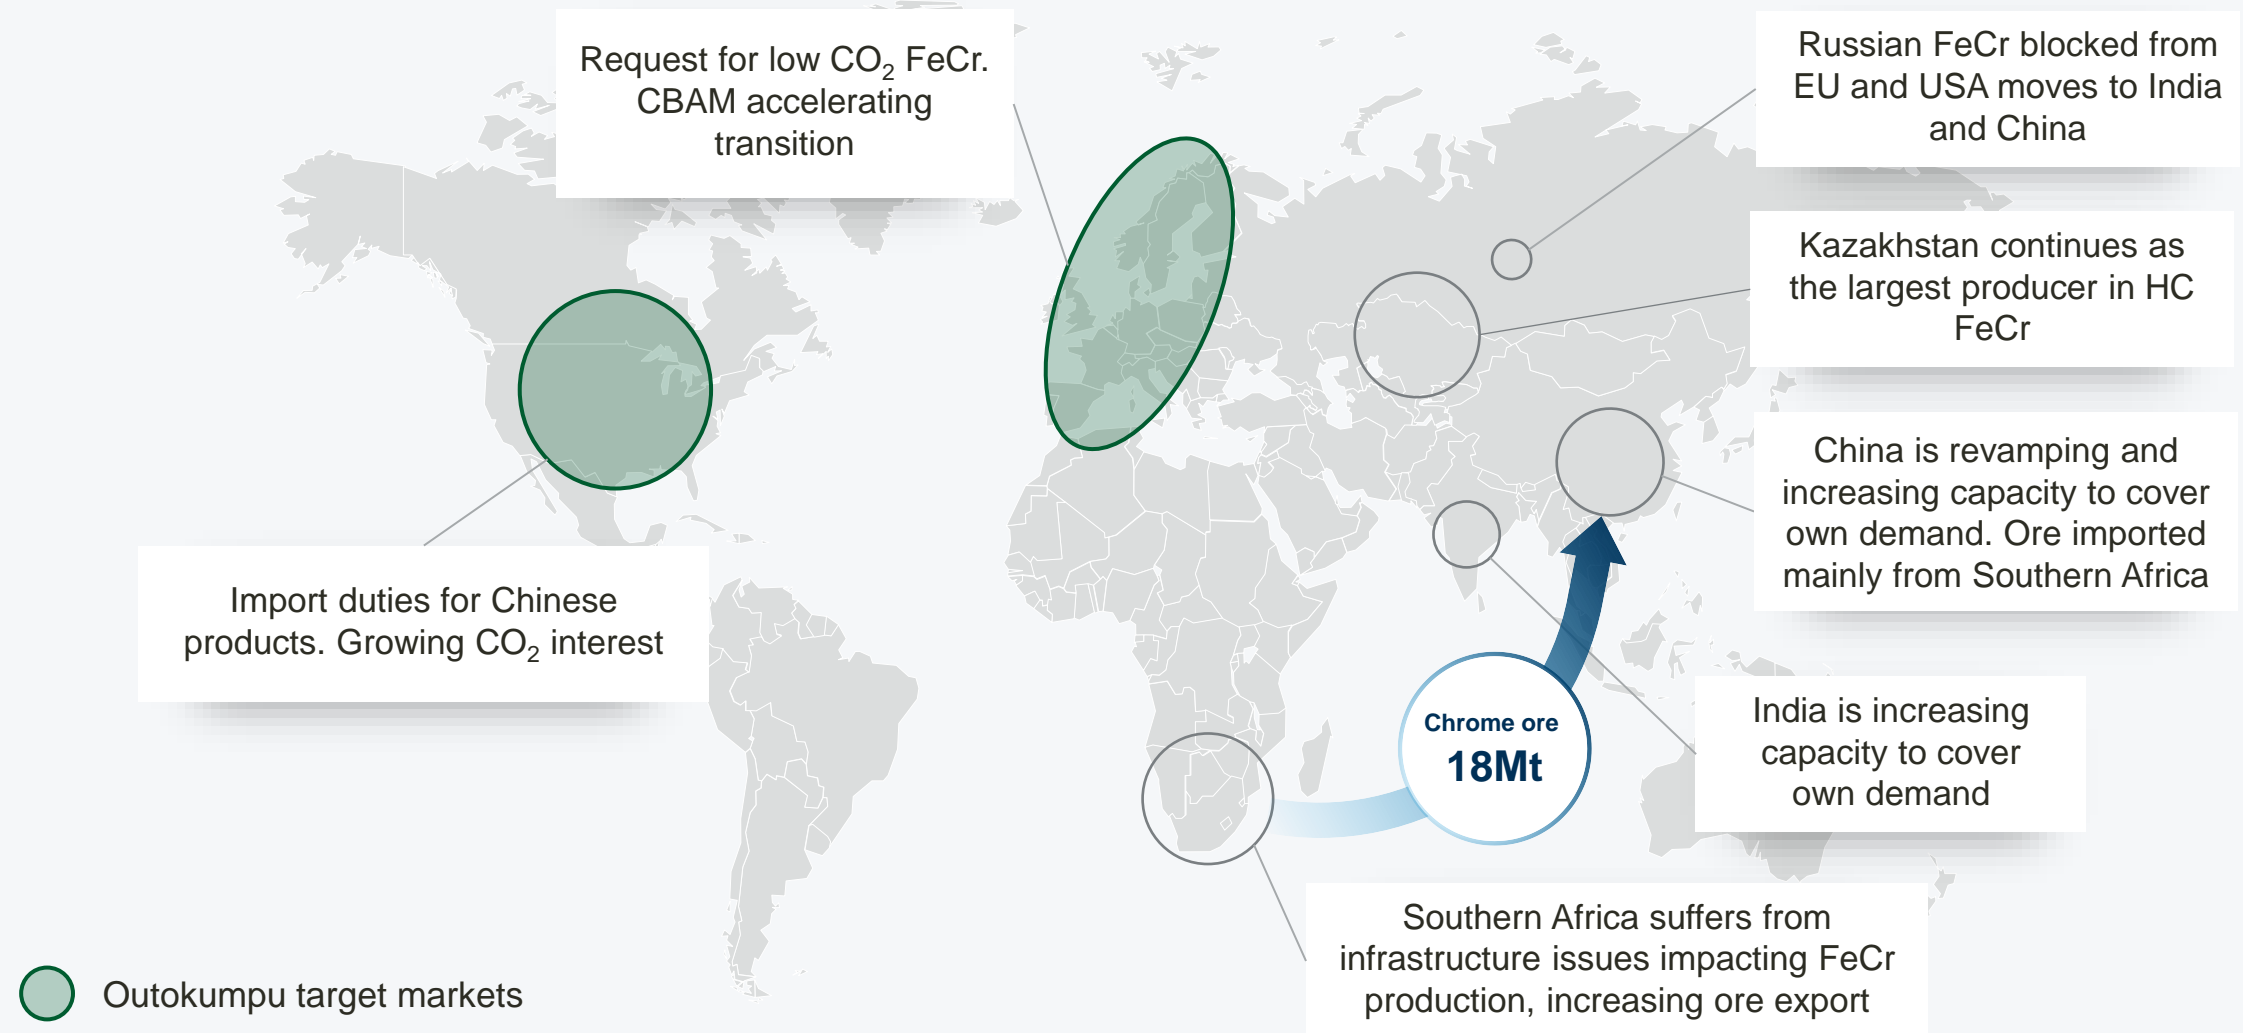 Request for low CO₂ FeCr.
CBAM accelerating
transition
Russian FeCr blocked from
EU and USA moves to India
and China
Kazakhstan continues as
the largest producer in HC
FeCr
China is revamping and
increasing capacity to cover
own demand. Ore imported
mainly from Southern Africa
Import duties for Chinese
products. Growing CO₂ interest
Chrome ore
18Mt
India is increasing
capacity to cover
own demand
Southern Africa suffers from
infrastructure issues impacting FeCr
production, increasing ore export
Outokumpu target markets